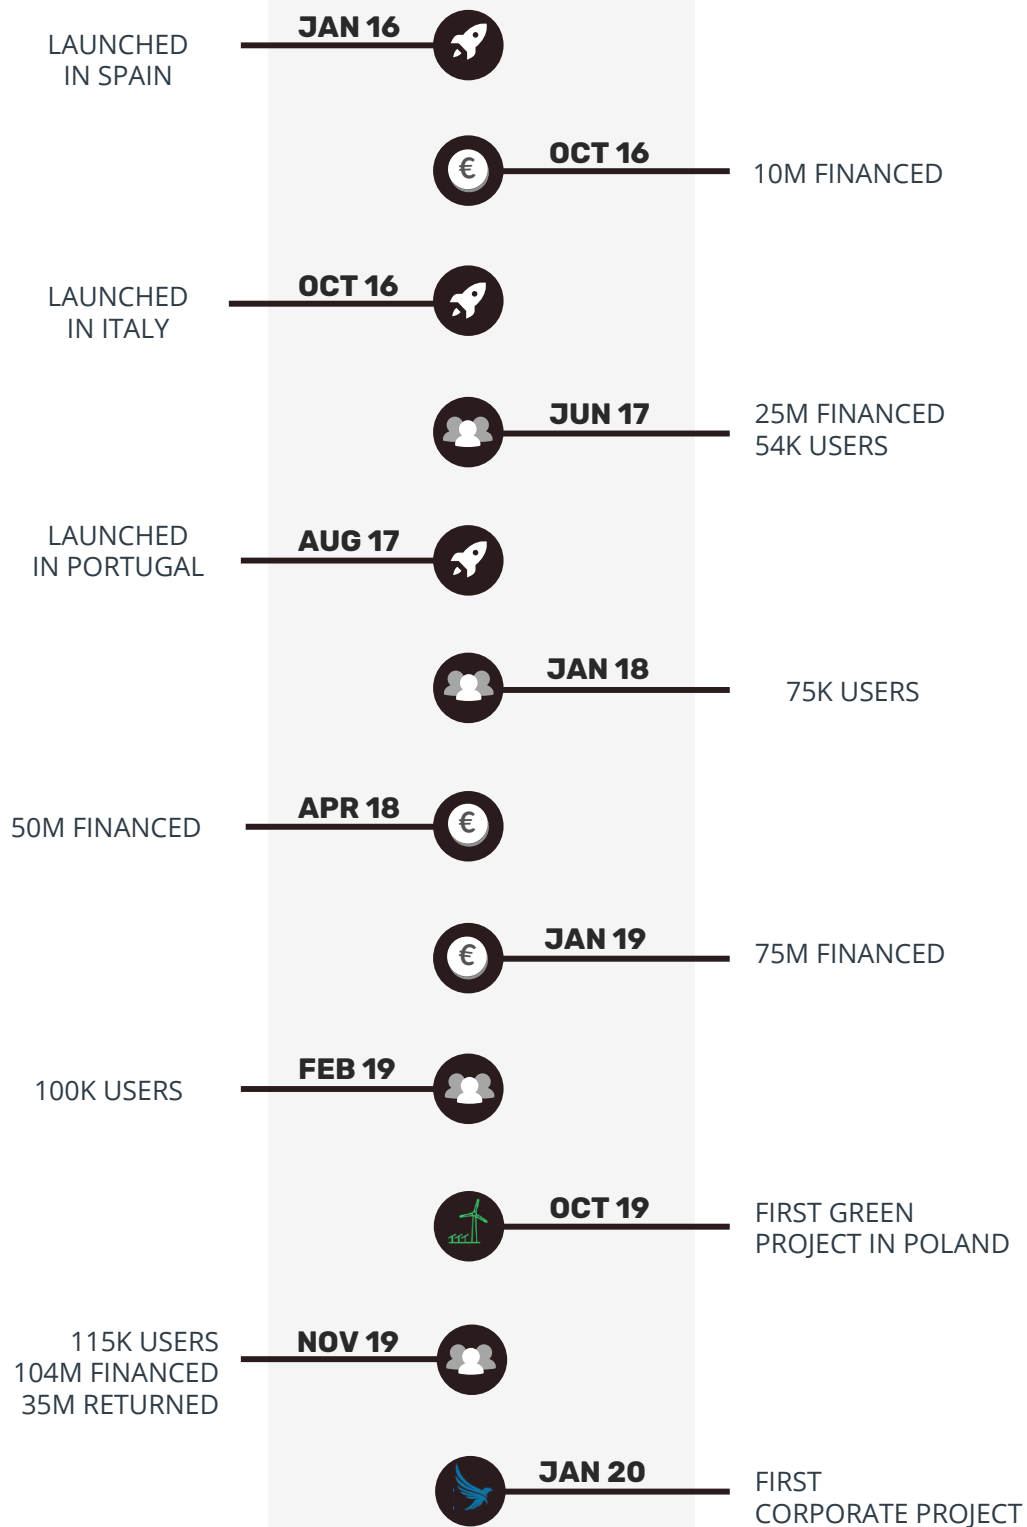 JAN 16
LAUNCHED
IN SPAIN
€
OCT 16
10M FINANCED
OCT 16
LAUNCHED
IN ITALY
JUN 17
25M FINANCED
54K USERS
AUG 17
LAUNCHED
IN PORTUGAL
JAN 18
75K USERS
APR 18
50M FINANCED
€
€
JAN 19
75M FINANCED
FEB 19
100K USERS
OCT 19
FIRST GREEN
PROJECT IN POLAND
NOV 19
115K USERS
104M FINANCED
35M RETURNED
JAN 20
FIRST
CORPORATE PROJECT